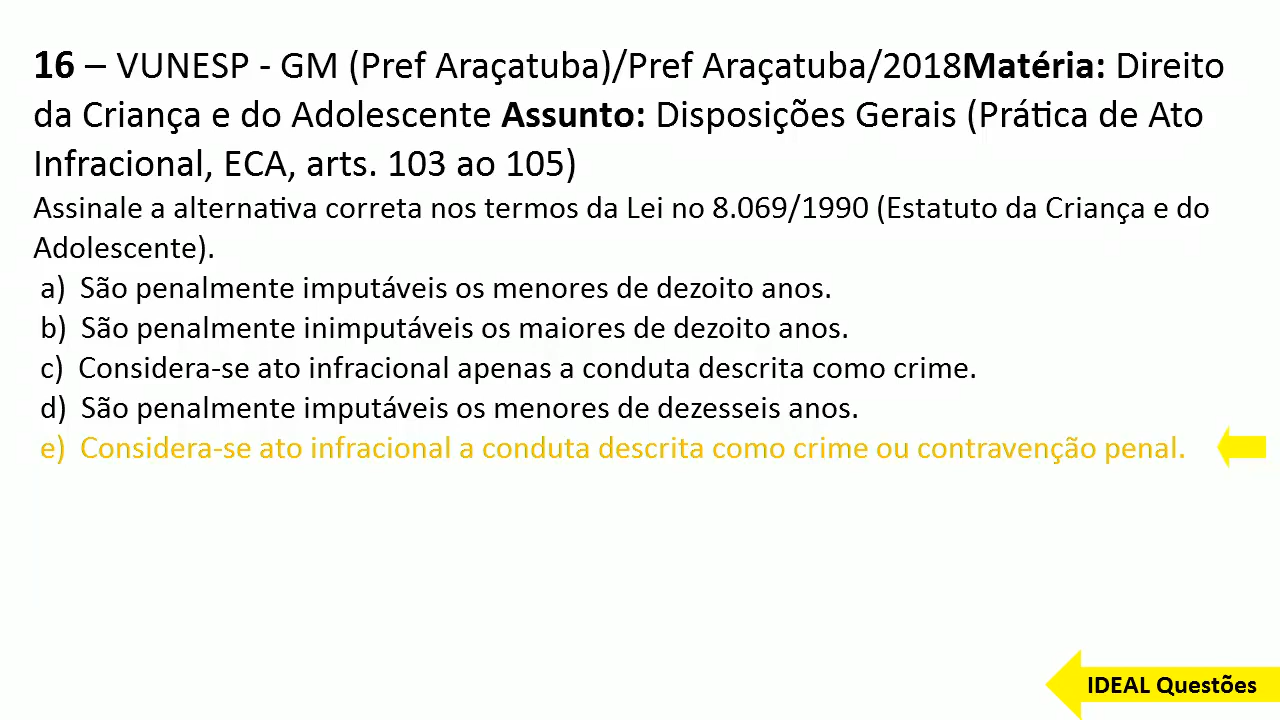 16 – VUNESP - GM (Pref Araçatuba)/Pref Araçatuba/2018Matéria: Direito
da Criança e do Adolescente Assunto: Disposições Gerais (Prática de Ato
Infracional, ECA, arts. 103 ao 105)
Assinale a alternativa correta nos termos da Lei no 8.069/1990 (Estatuto da Criança e do
Adolescente).
a) São penalmente imputáveis os menores de dezoito anos.
b) São penalmente inimputáveis os maiores de dezoito anos.
c) Considera-se ato infracional apenas a conduta descrita como crime.
d) São penalmente imputáveis os menores de dezesseis anos.
e) Considera-se ato infracional a conduta descrita como crime ou contravenção penal.
IDEAL Questões